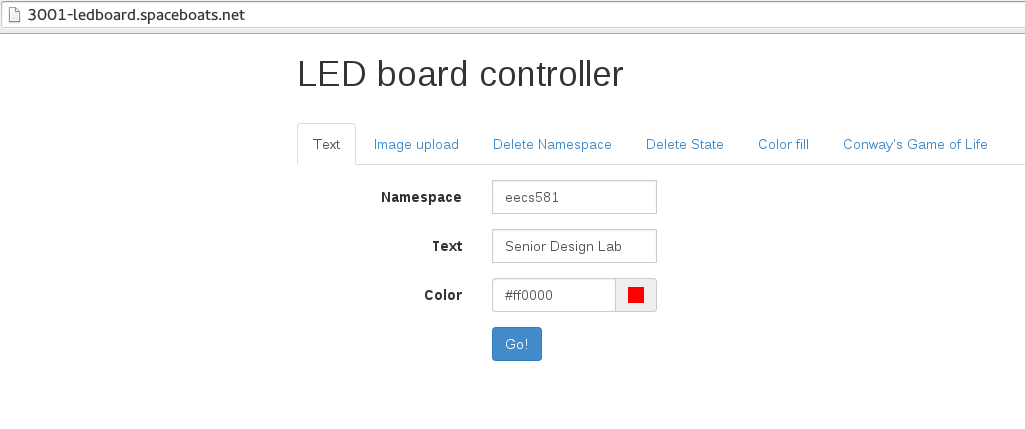 3001-ledboard.spaceboats.net
LED board controller
Text Image upload Delete Namespace Delete State Color fill Conway's Game of Life
Namespace eecs581
Text Senior Design Lab
Color #ff0000
Go!